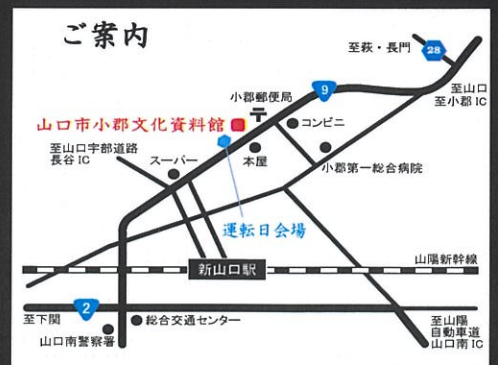 ご案内
至萩・長門
28
9
至山口
至小郡IC
小郡郵便局
山口市小郡文化資料館
コンビニ
至山口宇部道路
長谷IC
スーパー
本屋
小郡第一総合病院
運転日会場
山陽新幹線
新山口駅
2
至下関
総合交通センター
山口南警察署
至山陽
自動車道
山口南IC